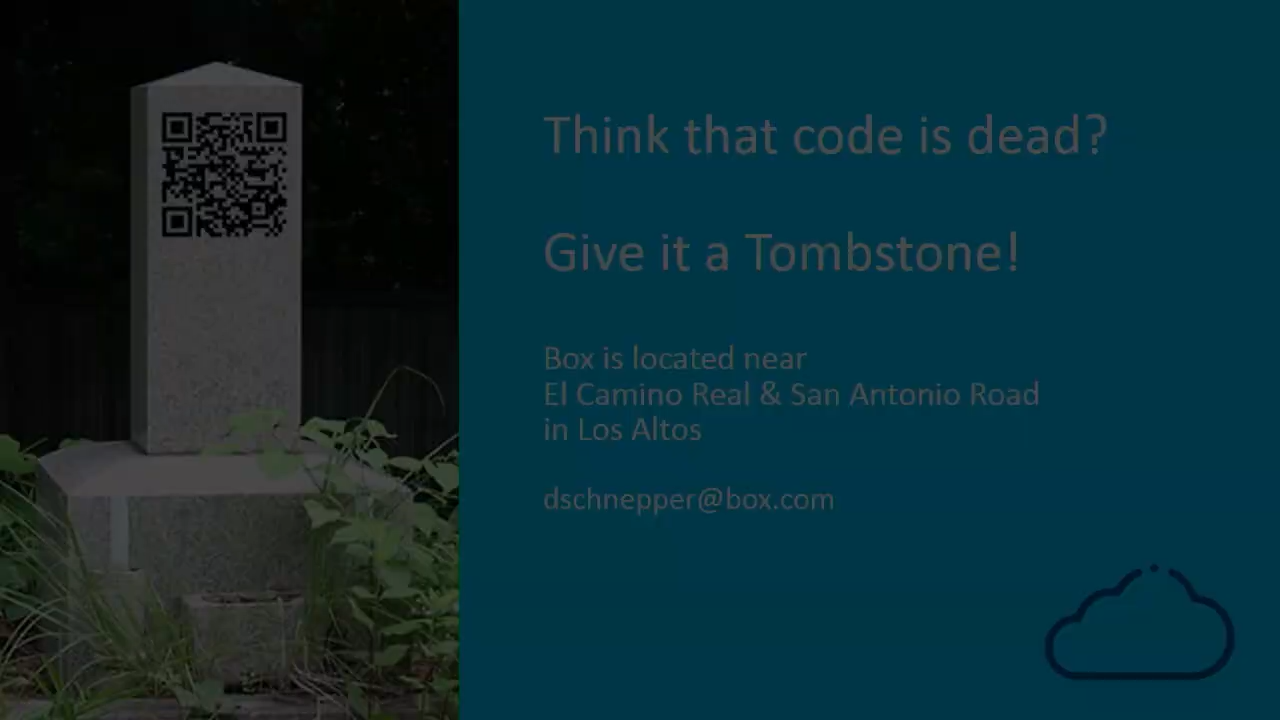 Think that code is dead?
Give it a Tombstone!
Box is located near
El Camino Real & San Antonio Road
in Los Altos
dschnepper@box.com